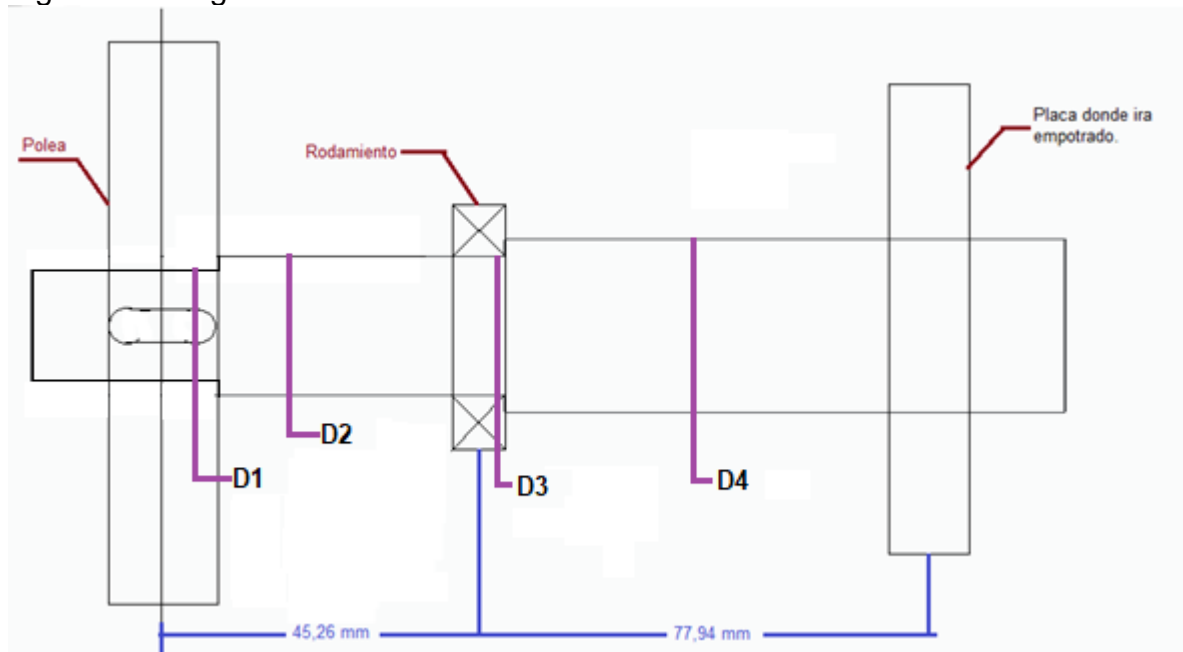 Polea
Rodamiento
Placa donde ira
empotrado.
D2
D1
D3
D4
45,26 mm
77,94 mm